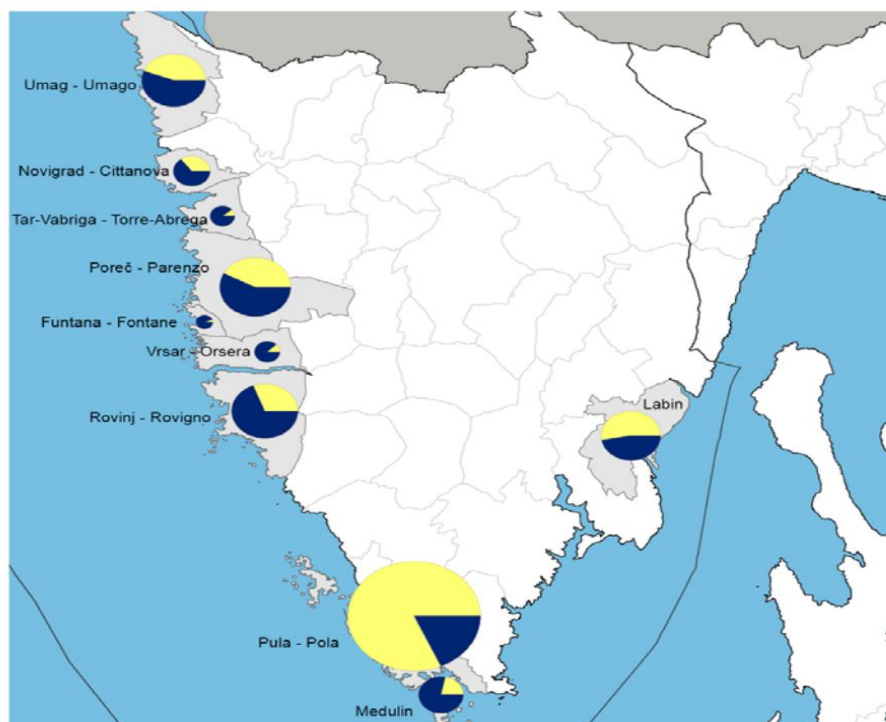 Umag - Umago
Novigrad - Cittanova
Tar-Vabriga - Torre-Abrega
Poreč - Parenzo
Funtana - Fontane
Vrsar - Orsera
Rovinj - Rovigno
Labin
Pula - Pola
Medulin